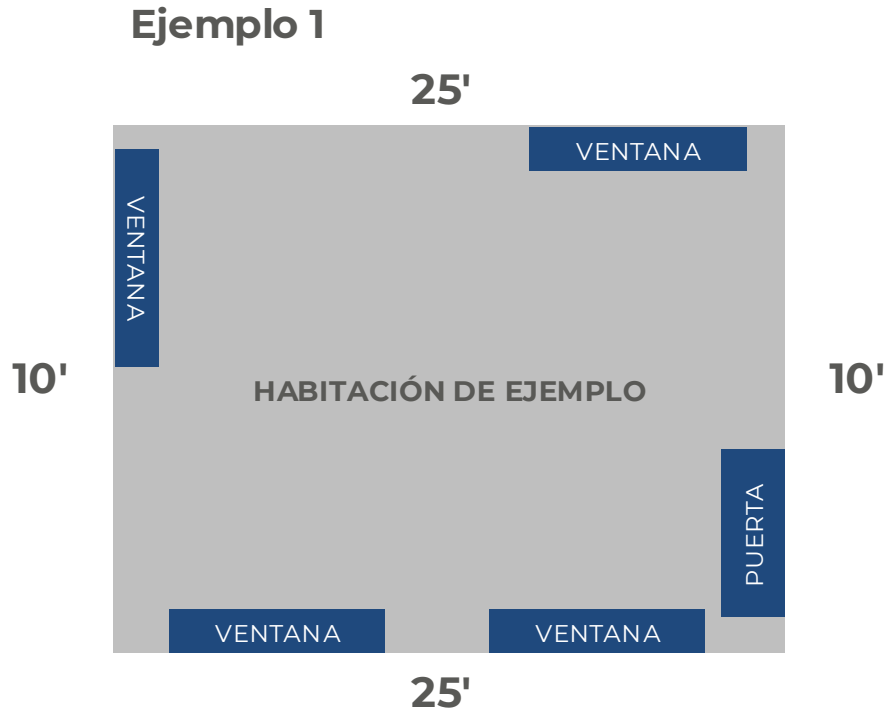 Ejemplo 1
25'
VENTANA
VENTANA
10'
HABITACIÓN DE EJEMPLO
10'
PUERTA
VENTANA
VENTANA
25'